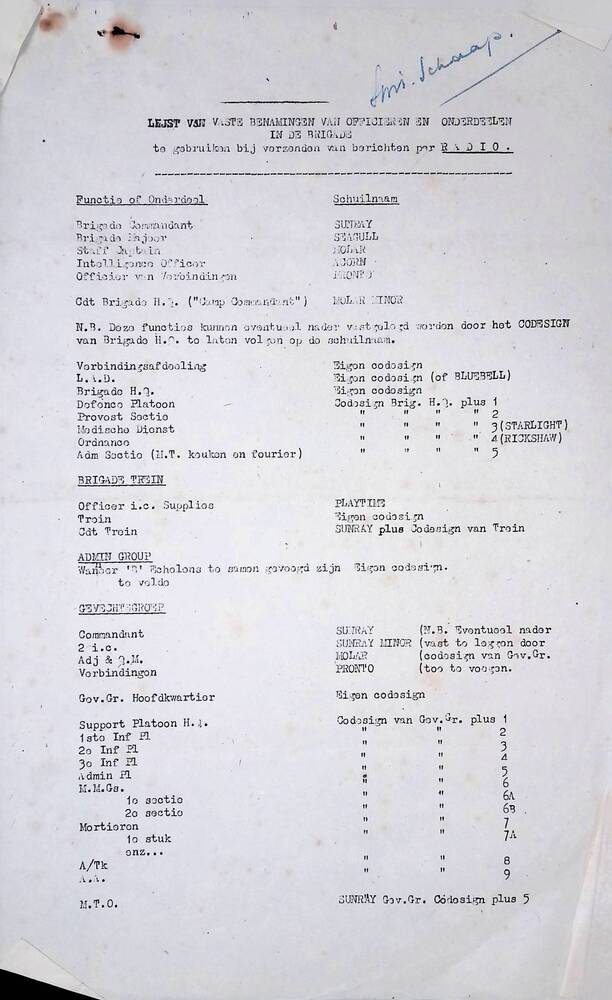 Schaap.
LIJST VAN VASTE BENAMINGEN VAN OFFICIEREN EN ONDERDEELEN
IN DE BRIGADE
te gebruiken bij verzenden van berichten per R A D I O .
Functie of Onderdeel Schuilnaam
Brigade Commandant SUNRAY
Brigade Majoor SEAGULL
Staff Captain MOLAR
Intelligence Officer ACORN
Officier van Verbindingen PRONTO
Cdt Brigade H.Q. ("Camp Commandant") MOLAR MINOR
N.B. Deze functies kunnen eventueel nader vastgelegd worden door het CODESIGN
van Brigade H.Q. te laten volgen op de schuilnaam.
Verbindingsafdeeling Eigen codesign
L.A.D. Eigen codesign (of BLUEBELL)
Brigade H.Q. Eigen codesign
Defence Platoon Codesign Brig. H.Q. plus 1
Provost Sectie " " " " 2
Medische Dienst " " " " 3 (STARLIGHT)
Ordnance " " " " 4 (RICKSHAW)
Adm Sectie (M.T. keuken en fourier) " " " " 5
BRIGADE TREIN
Officer i.c. Supplies PLAYTIME
Trein Eigen codesign
Cdt Trein SUNRAY plus Codesign van Trein
ADMIN GROUP
Wanneer 'B' Echelons te samen gevoegd zijn Eigen codesign.
te velde
GEVECHTSGROEP
Commandant SUNRAY (N.B. Eventueel nader
2 i.c. SUNRAY MINOR (vast te leggen door
Adj & Q.M. MOLAR (codesign van Gev.Gr.
Verbindingen PRONTO (toe te voegen.
Gev.Gr. Hoofdkwartier Eigen codesign
Support Platoon H.Q. Codesign van Gev.Gr. plus 1
1ste Inf Pl " " 2
2e Inf Pl " " 3
3e Inf Pl " " 4
Admin Pl " " 5
M.M.Gs. " " 6
1e sectie " " 6A
2e sectie " " 6B
Mortieren " " 7
1e stuk " " 7A
enz...
A/Tk " " 8
A.A. " " 9
M.T.O. SUNRAY Gev.Gr. Codesign plus 5